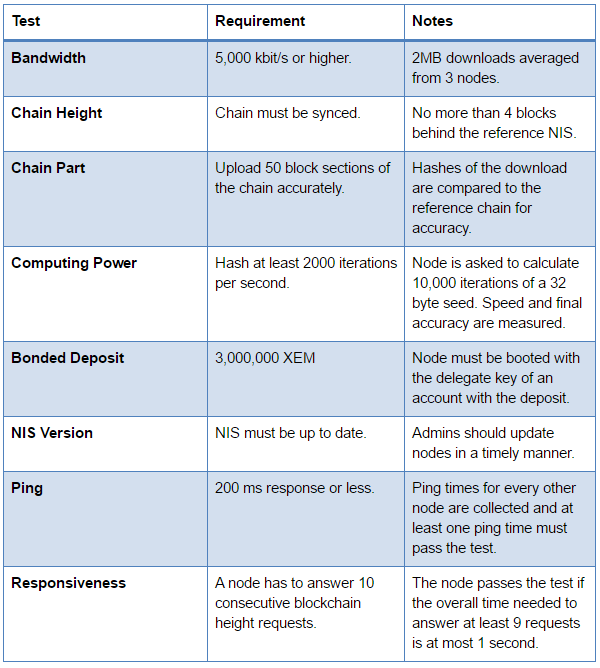 Test Requirement Notes
Bandwidth 5,000 kbit/s or higher. 2MB downloads averaged
from 3 nodes.
Chain Height Chain must be synced. No more than 4 blocks
behind the reference NIS.
Chain Part Upload 50 block sections of Hashes of the download
the chain accurately. are compared to the
reference chain for
accuracy.
Computing Power Hash at least 2000 iterations Node is asked to calculate
per second. 10,000 iterations of a 32
byte seed. Speed and final
accuracy are measured.
Bonded Deposit 3,000,000 XEM Node must be booted with
the delegate key of an
account with the deposit.
NIS Version NIS must be up to date. Admins should update
nodes in a timely manner.
Ping 200 ms response or less. Ping times for every other
node are collected and at
least one ping time must
pass the test.
Responsiveness A node has to answer 10 The node passes the test if
consecutive blockchain the overall time needed to
height requests. answer at least 9 requests
is at most 1 second.